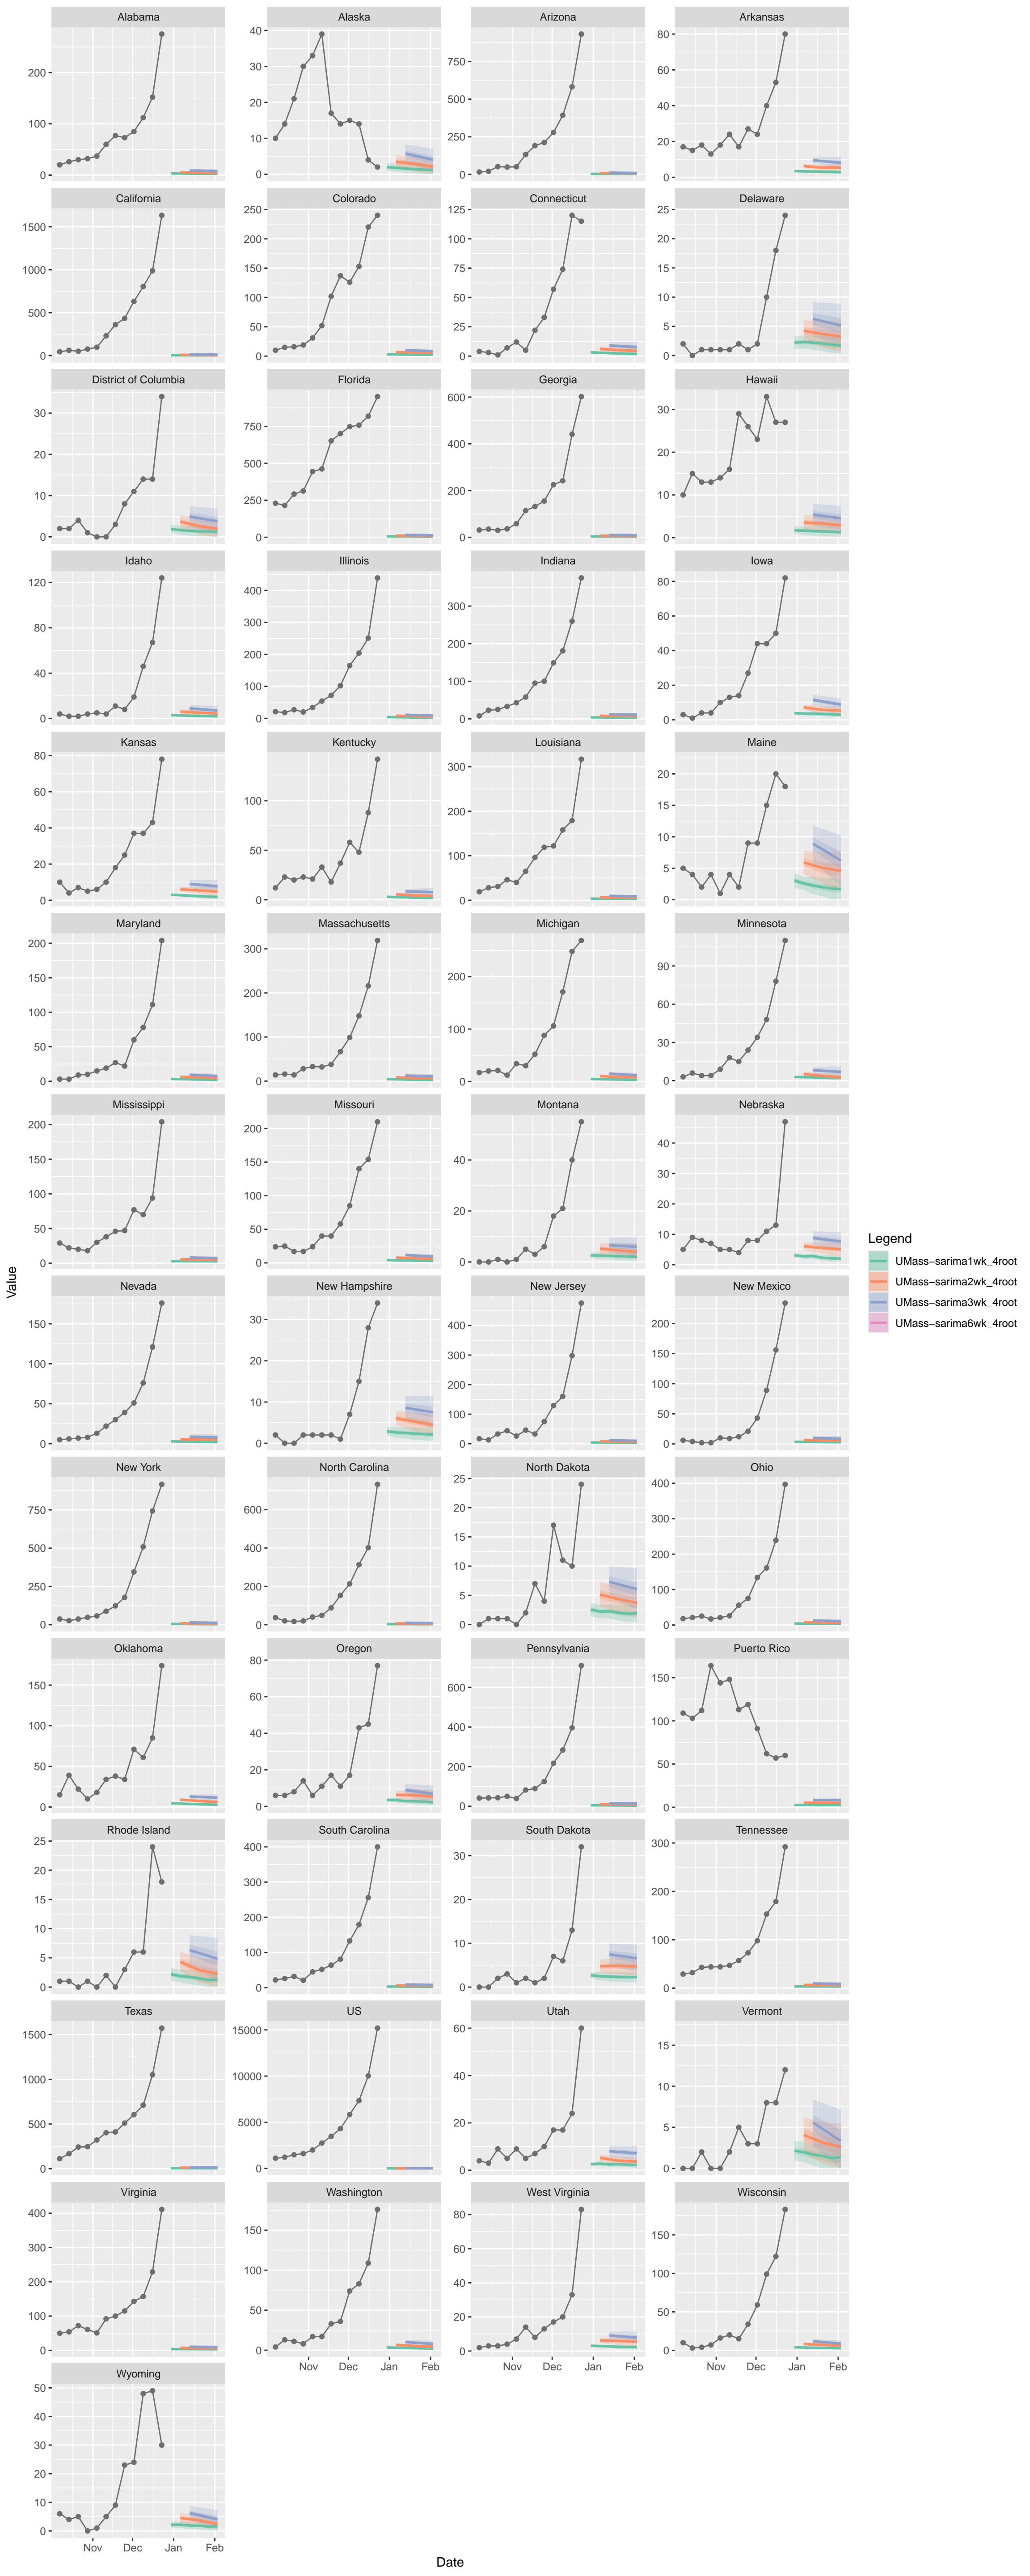 Alabama Alaska Arizona Arkansas
200 100 0
40 30 20 10 0
750 500 250 0
80 60 40 20 0
California Colorado Connecticut Delaware
1500 1000 500 0
250 200 150 100 50 0
125 100 75 50 25 0
25 20 15 10 5 0
District of Columbia Florida Georgia Hawaii
30 20 10 0
750 500 250 0
600 400 200 0
30 20 10 0
Idaho Illinois Indiana Iowa
120 80 40 0
400 300 200 100 0
300 200 100 0
80 60 40 20 0
Kansas Kentucky Louisiana Maine
80 60 40 20 0
100 50 0
300 200 100 0
20 15 10 5 0
Maryland Massachusetts Michigan Minnesota
200 150 100 50 0
300 200 100 0
200 100 0
90 60 30 0
Mississippi Missouri Montana Nebraska
200 150 100 50 0
200 150 100 50 0
40 20 0
40 30 20 10 0
Nevada New Hampshire New Jersey New Mexico
150 100 50 0
30 20 10 0
400 300 200 100 0
200 150 100 50 0
New York North Carolina North Dakota Ohio
750 500 250 0
600 400 200 0
25 20 15 10 5 0
400 300 200 100 0
Oklahoma Oregon Pennsylvania Puerto Rico
150 100 50 0
80 60 40 20 0
600 400 200 0
150 100 50 0
Rhode Island South Carolina South Dakota Tennessee
25 20 15 10 5 0
400 300 200 100 0
30 20 10 0
300 200 100 0
Texas US Utah Vermont
1500 1000 500 0
15000 10000 5000 0
60 40 20 0
15 10 5 0
Virginia Washington West Virginia Wisconsin
400 300 200 100 0
150 100 50 0
80 60 40 20 0
150 100 50 0
Nov Dec Jan Feb Nov Dec Jan Feb Nov Dec Jan Feb
Wyoming
50 40 30 20 10 0
Nov Dec Jan Feb
Date
Value
Legend
UMass−sarima1wk_4root
UMass−sarima2wk_4root
UMass−sarima3wk_4root
UMass−sarima6wk_4root